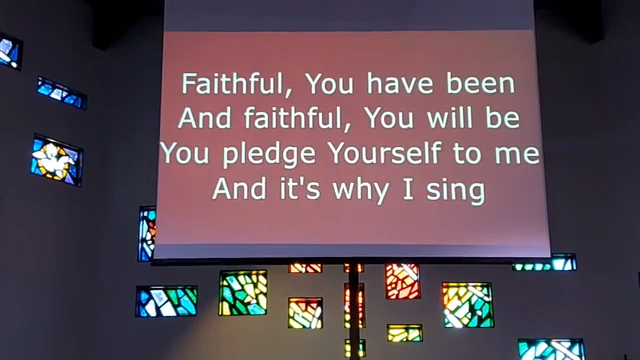 Faithful, You have been
And faithful, You will be
You pledge Yourself to me
And it's why I sing